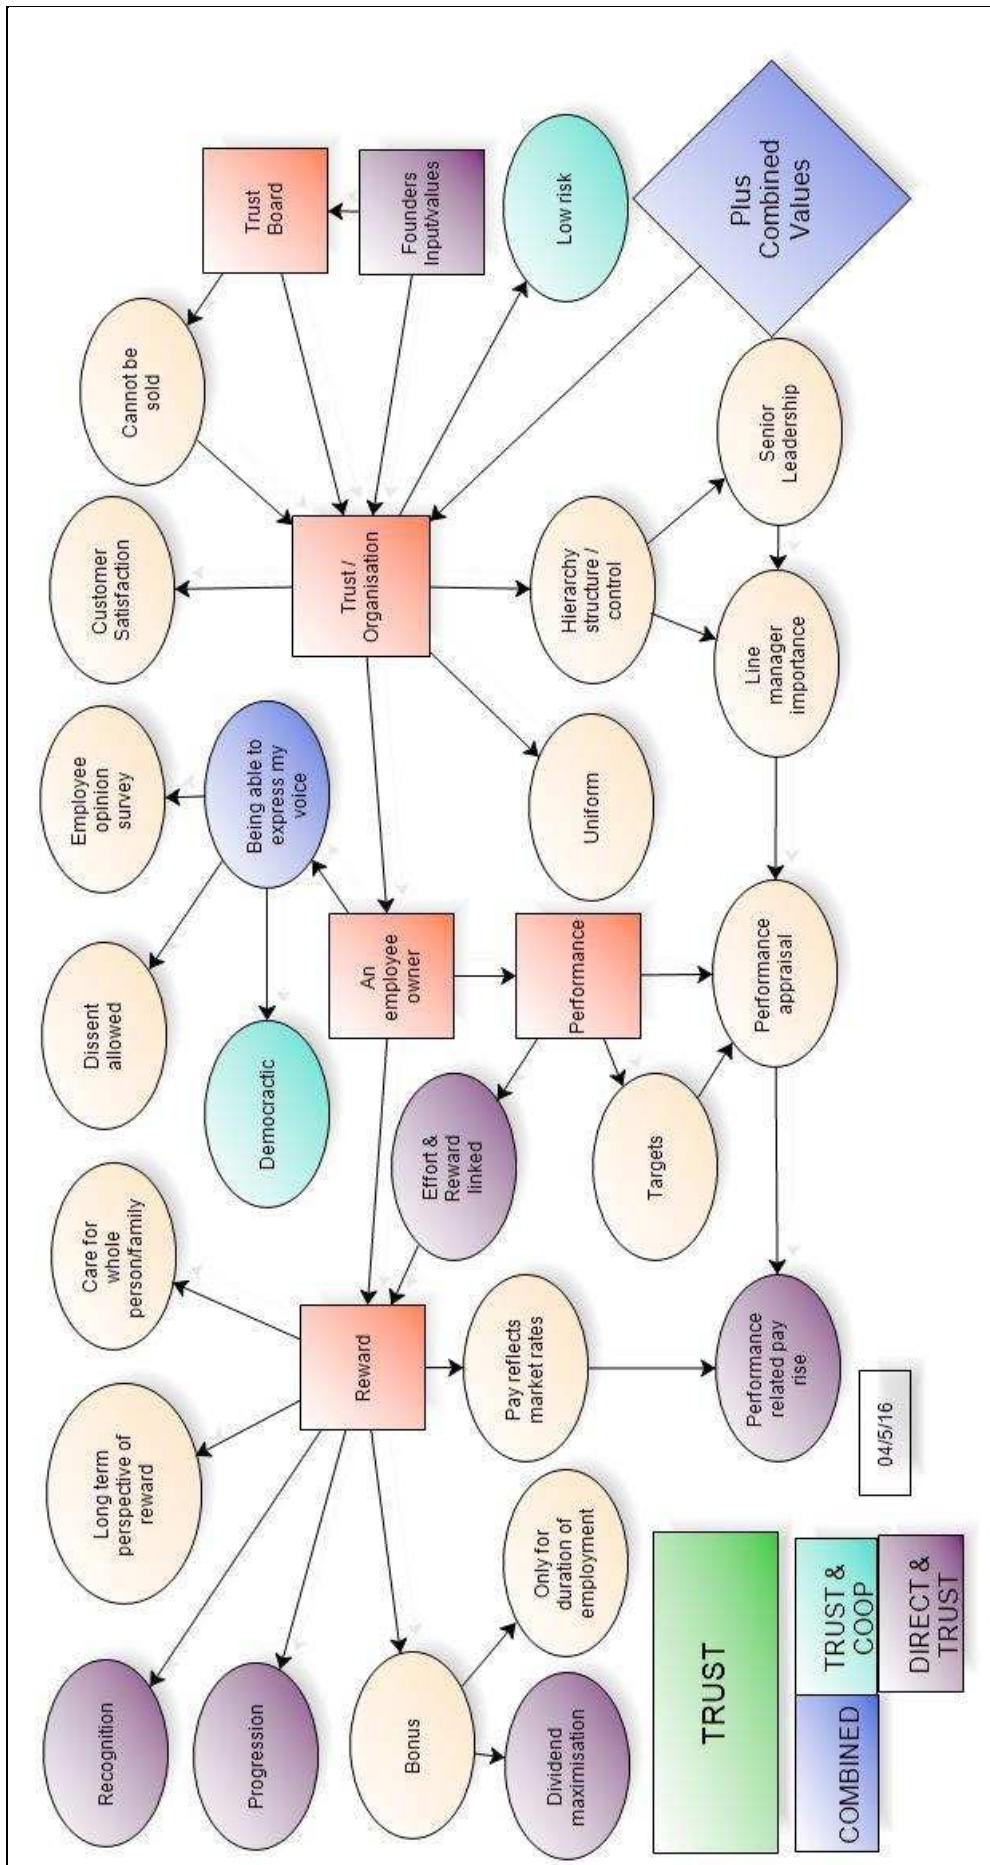 Recognition
Long term
perspective of
reward
Care for
whole
person/family
Dissent
allowed
Employee
opinion
survey
Customer
Satisfaction
Cannot be
sold
Progression
Democractic
Being able to
express my
voice
Trust
Board
Bonus
Reward
An
employee
owner
Trust /
Organisation
Founders
Input/values
Effort &
Reward
linked
Dividend
maximisation
Only for
duration of
employment
Pay reflects
market rates
Performance
Uniform
Hierarchy
structure /
control
Low risk
Targets
TRUST
Performance
related pay
rise
Performance
appraisal
Line
manager
importance
Senior
Leadership
Plus
Combined
Values
COMBINED
TRUST &
COOP
04/5/16
DIRECT &
TRUST